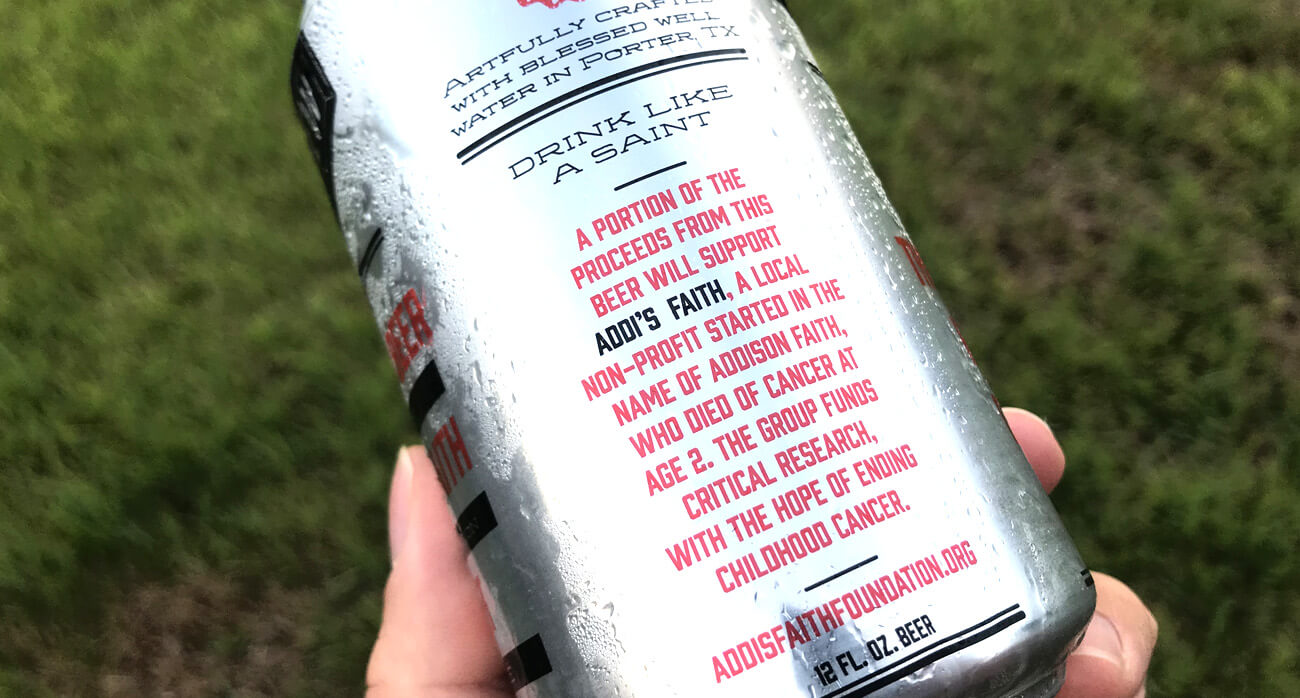 ARTFULLY CRAFTED
WITH BLESSED WELL
WATER IN PORTER, TX
DRINK LIKE
A SAINT
A PORTION OF THE
PROCEEDS FROM THIS
BEER WILL SUPPORT
ADDI'S FAITH, A LOCAL
NON-PROFIT STARTED IN THE
NAME OF ADDISON FAITH,
WHO DIED OF CANCER AT
AGE 2. THE GROUP FUNDS
CRITICAL RESEARCH,
WITH THE HOPE OF ENDING
CHILDHOOD CANCER.
ADDISFAITHFOUNDATION.ORG
12 FL. OZ. BEER
BEER